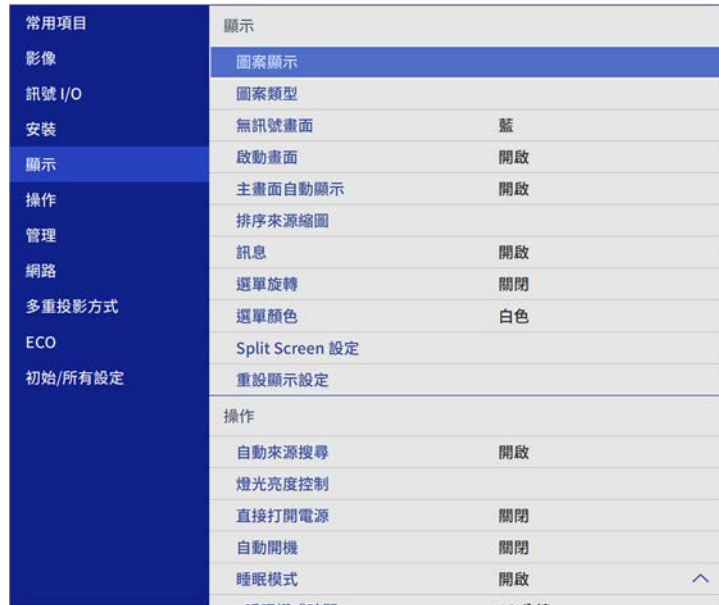 常用項目
影像
訊號 I/O
安裝
顯示
操作
管理
網路
多重投影方式
ECO
初始/所有設定
顯示
圖案顯示
圖案類型
無訊號畫面 藍
啟動畫面 開啟
主畫面自動顯示 開啟
排序來源縮圖
訊息 開啟
選單旋轉 關閉
選單顏色 白色
Split Screen 設定
重設顯示設定
操作
自動來源搜尋 開啟
燈光亮度控制
直接打開電源 關閉
自動開機 關閉
睡眠模式 開啟